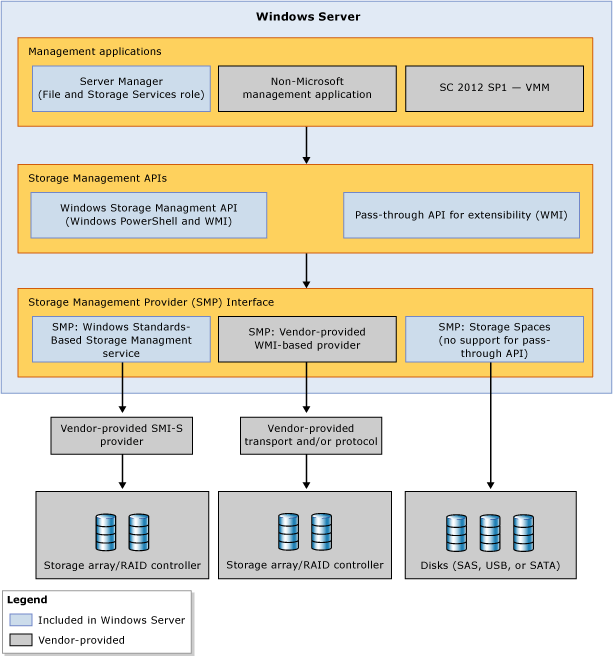 Windows Server
Management applications
Server Manager
(File and Storage Services role)
Non-Microsoft
management application
SC 2012 SP1 — VMM
Storage Management APIs
Windows Storage Managment API
(Windows PowerShell and WMI)
Pass-through API for extensibility (WMI)
Storage Management Provider (SMP) Interface
SMP: Windows Standards-
Based Storage Managment
service
SMP: Vendor-provided
WMI-based provider
SMP: Storage Spaces
(no support for pass-
through API)
Vendor-provided SMI-S
provider
Vendor-provided
transport and/or protocol
Storage array/RAID controller
Storage array/RAID controller
Disks (SAS, USB, or SATA)
Legend
Included in Windows Server
Vendor-provided